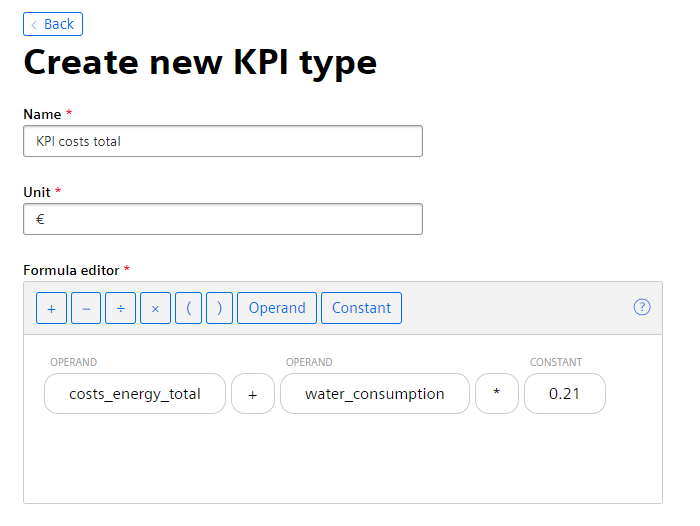 < Back
Create new KPI type
Name *
KPI costs total
Unit *
€
Formula editor *
+ − ÷ × ( ) Operand Constant ?
OPERAND OPERAND CONSTANT
costs_energy_total + water_consumption * 0.21